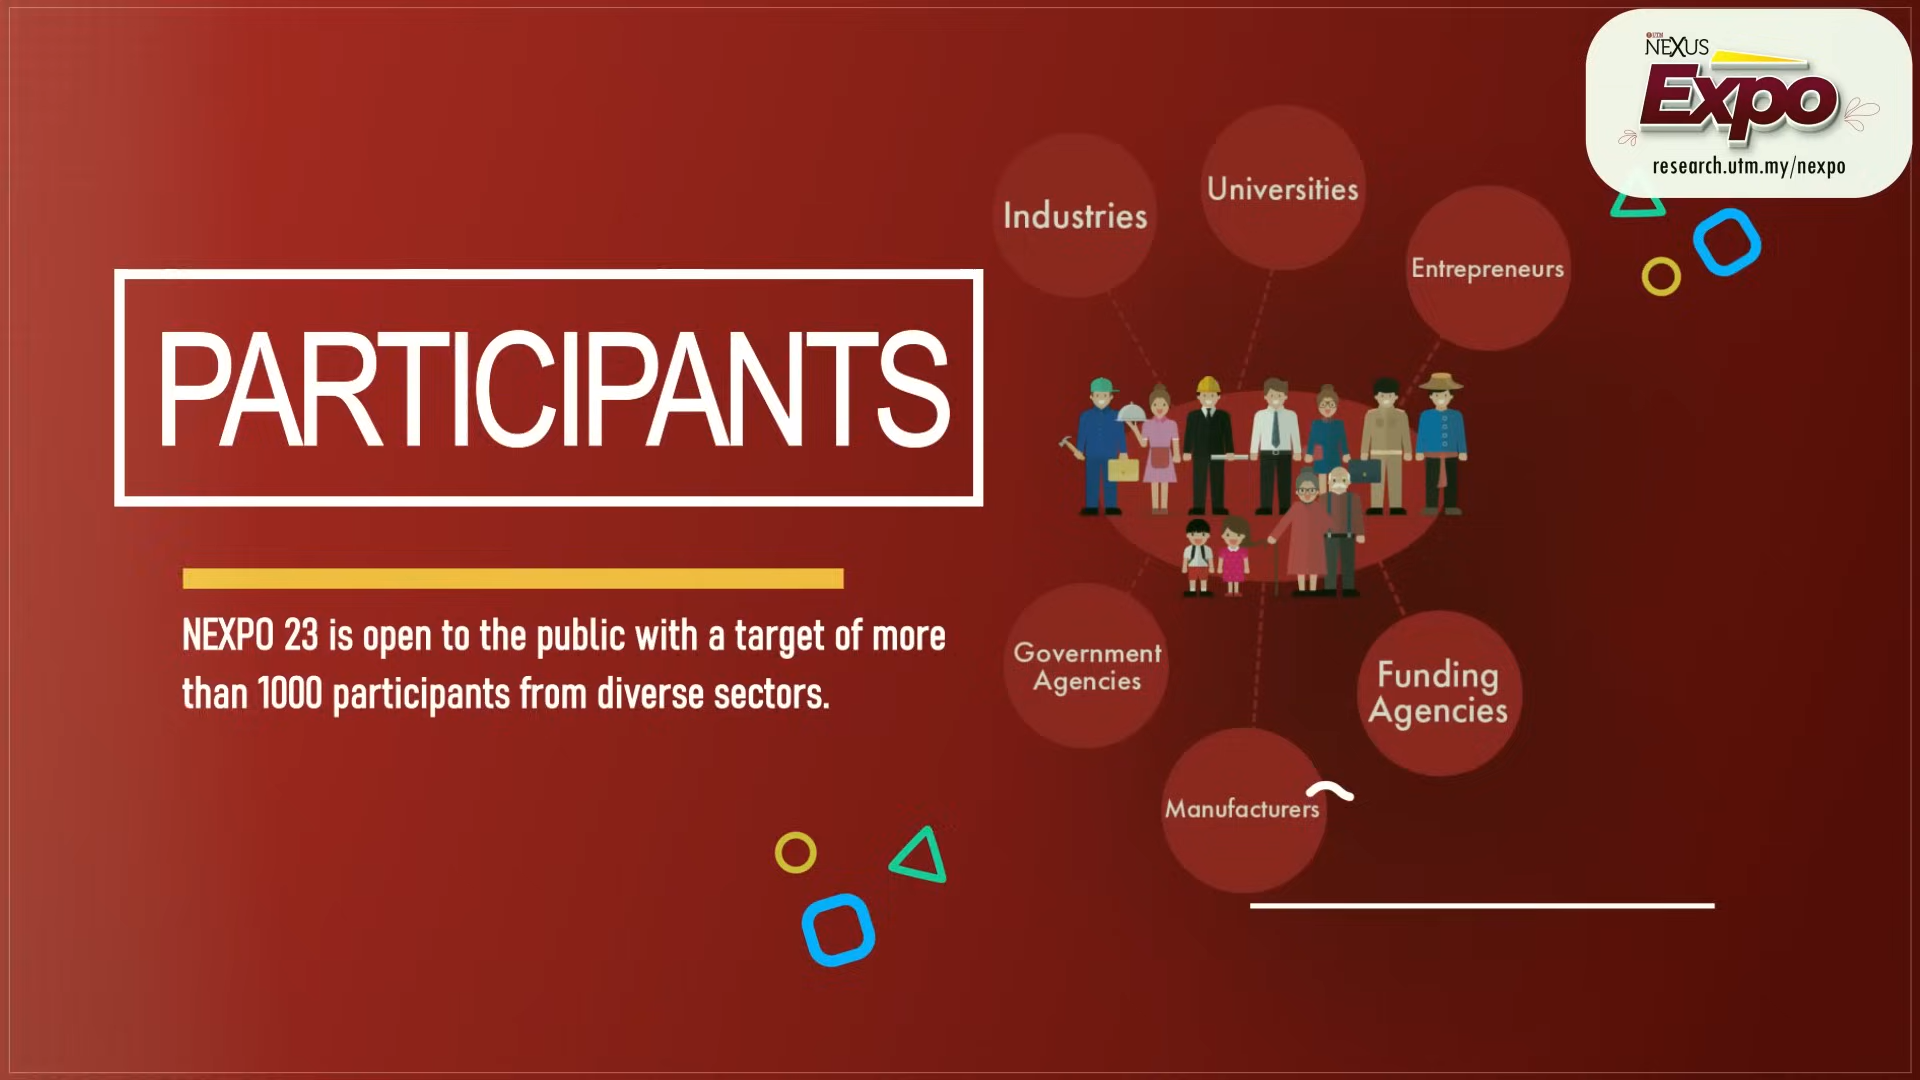 UTM
NEXUS
Expo
research.utm.my/nexpo
Industries
Universities
Entrepreneurs
PARTICIPANTS
NEXPO 23 is open to the public with a target of more
than 1000 participants from diverse sectors.
Government
Agencies
Funding
Agencies
Manufacturers